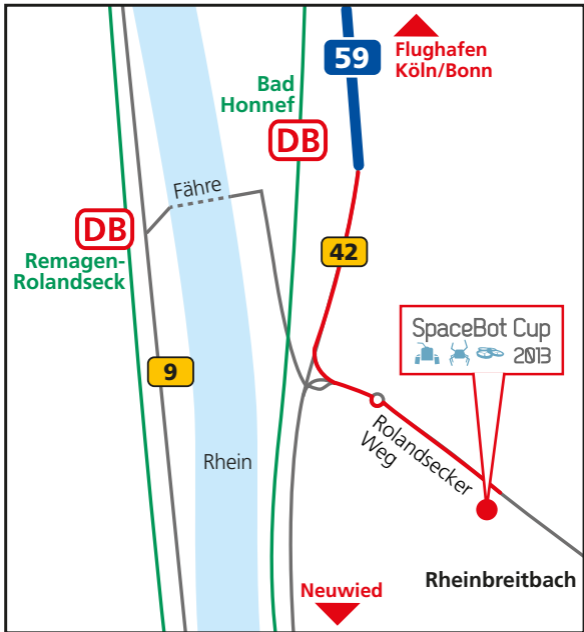 59
Flughafen
Köln/Bonn
Bad
Honnef
DB
Fähre
DB
Remagen-
Rolandseck
42
SpaceBot Cup
2013
9
Rhein
Rolandsecker
Weg
Rheinbreitbach
Neuwied